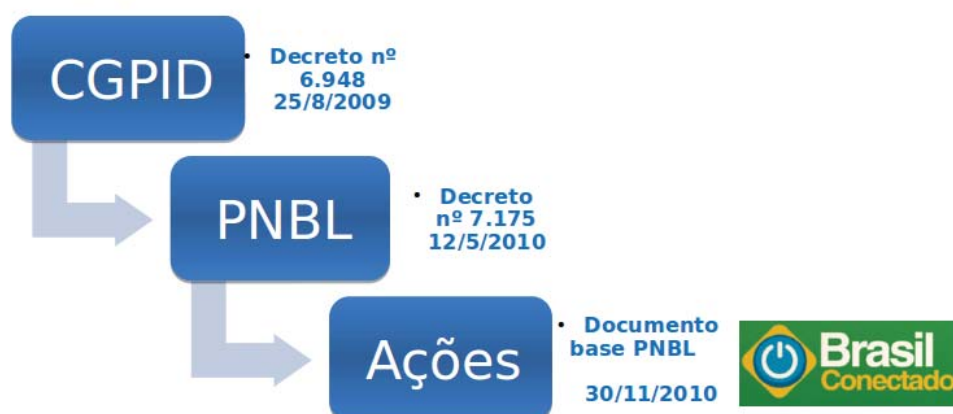 CGPID
• Decreto nº
6.948
25/8/2009
PNBL
• Decreto
nº 7.175
12/5/2010
Ações
• Documento
base PNBL
30/11/2010
Brasil
Conectado